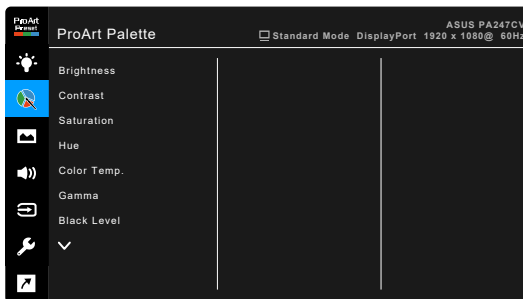 ProArt
Preset
ProArt Palette
ASUS PA247CV
Standard Mode DisplayPort 1920 x 1080@ 60Hz
Brightness
Contrast
Saturation
Hue
Color Temp.
Gamma
Black Level